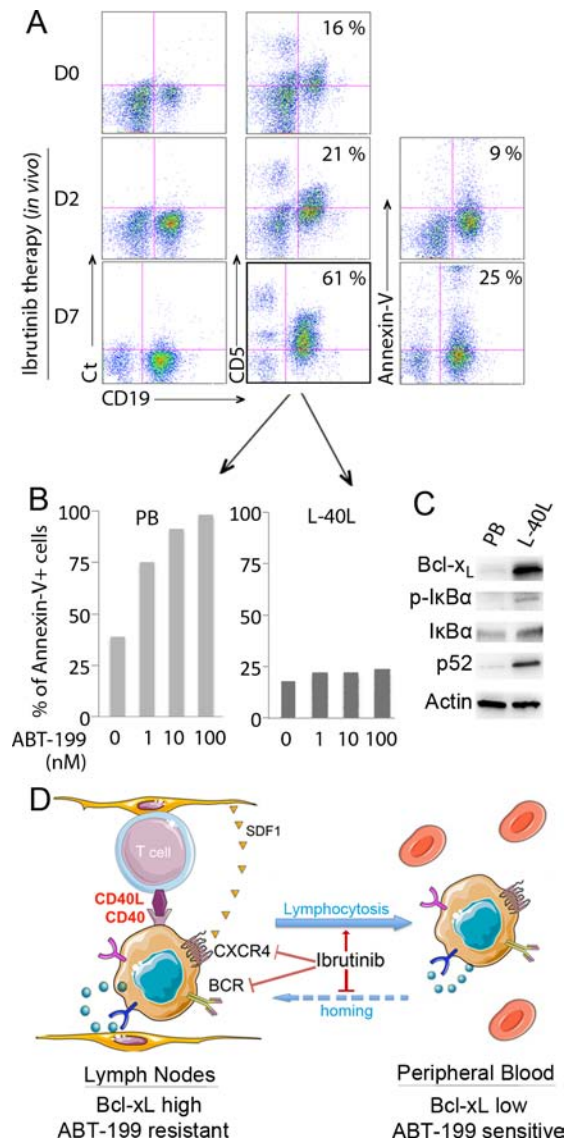 A
D0
16 %
Ibrutinib therapy (in vivo)
D2
21 %
9 %
D7
61 %
25 %
Ct
CD5
Annexin-V
CD19
B
PB
L-40L
% of Annexin-V+ cells
100
75
50
25
0
100
75
50
25
0
ABT-199
(nM)
0 1 10 100
0 1 10 100
C
PB L-40L
Bcl-xL
p-IκBα
IκBα
p52
Actin
D
T cell
SDF1
CD40L
CD40
CXCR4
BCR
Lymphocytosis
Ibrutinib
homing
Lymph Nodes
Bcl-xL high
ABT-199 resistant
Peripheral Blood
Bcl-xL low
ABT-199 sensitive